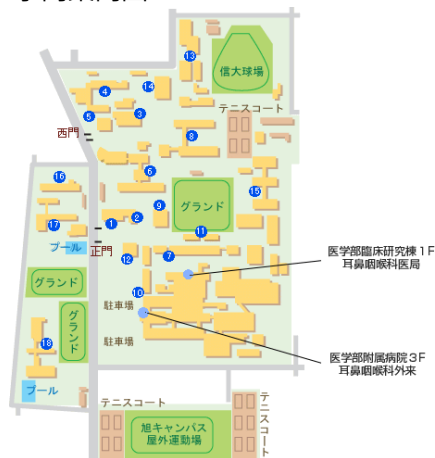 信大球場
テニスコート
西門
グランド
正門
プール
グランド
グランド
駐車場
駐車場
プール
医学部臨床研究棟1F
耳鼻咽喉科医局
医学部附属病院3F
耳鼻咽喉科外来
テニスコート
旭キャンパス
屋外運動場
テニスコート
1
2
3
4
5
6
7
8
9
10
11
12
13
14
15
16
17
18